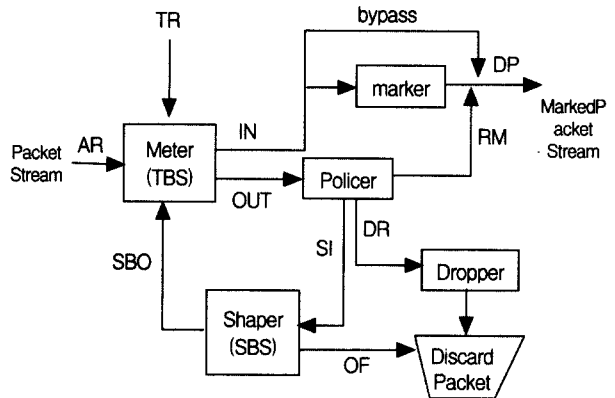 bypass
TR
DP
marker
MarkedP
acket
Stream
IN
RM
AR
Packet
Stream
Meter
(TBS)
Policer
OUT
SI
DR
SBO
Dropper
Shaper
(SBS)
OF
Discard
Packet